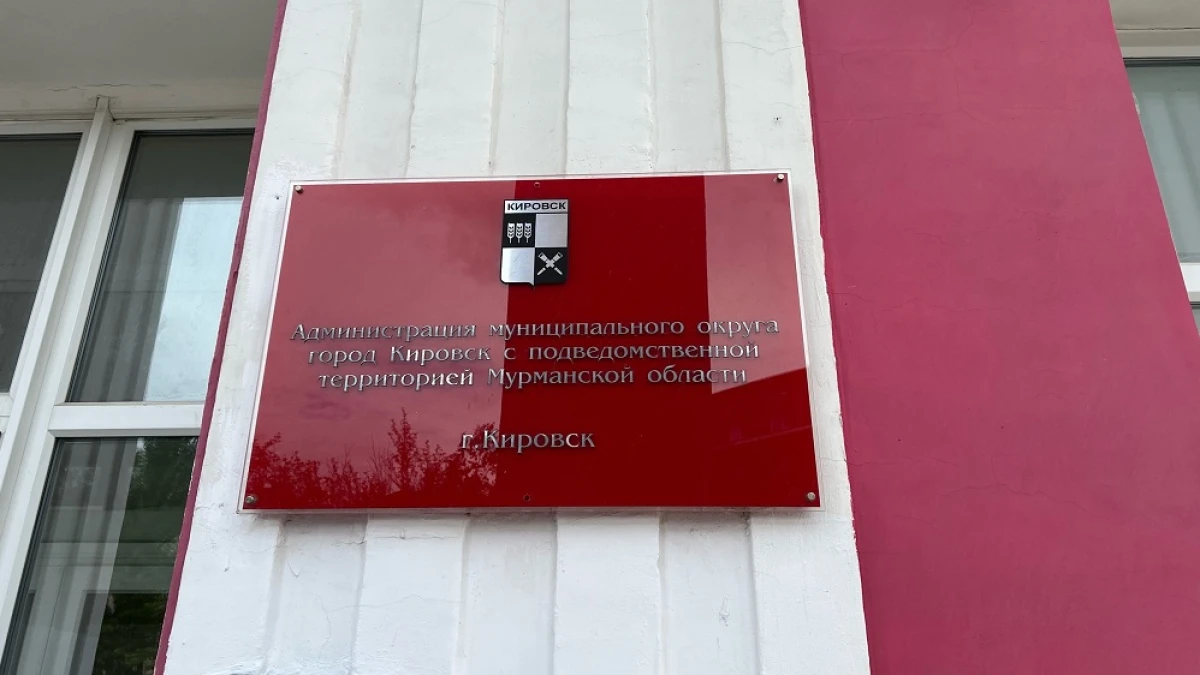 КИРОВСК
Администрация муниципального округа
город Кировск с подведомственной
территорией Мурманской области
г.Кировск